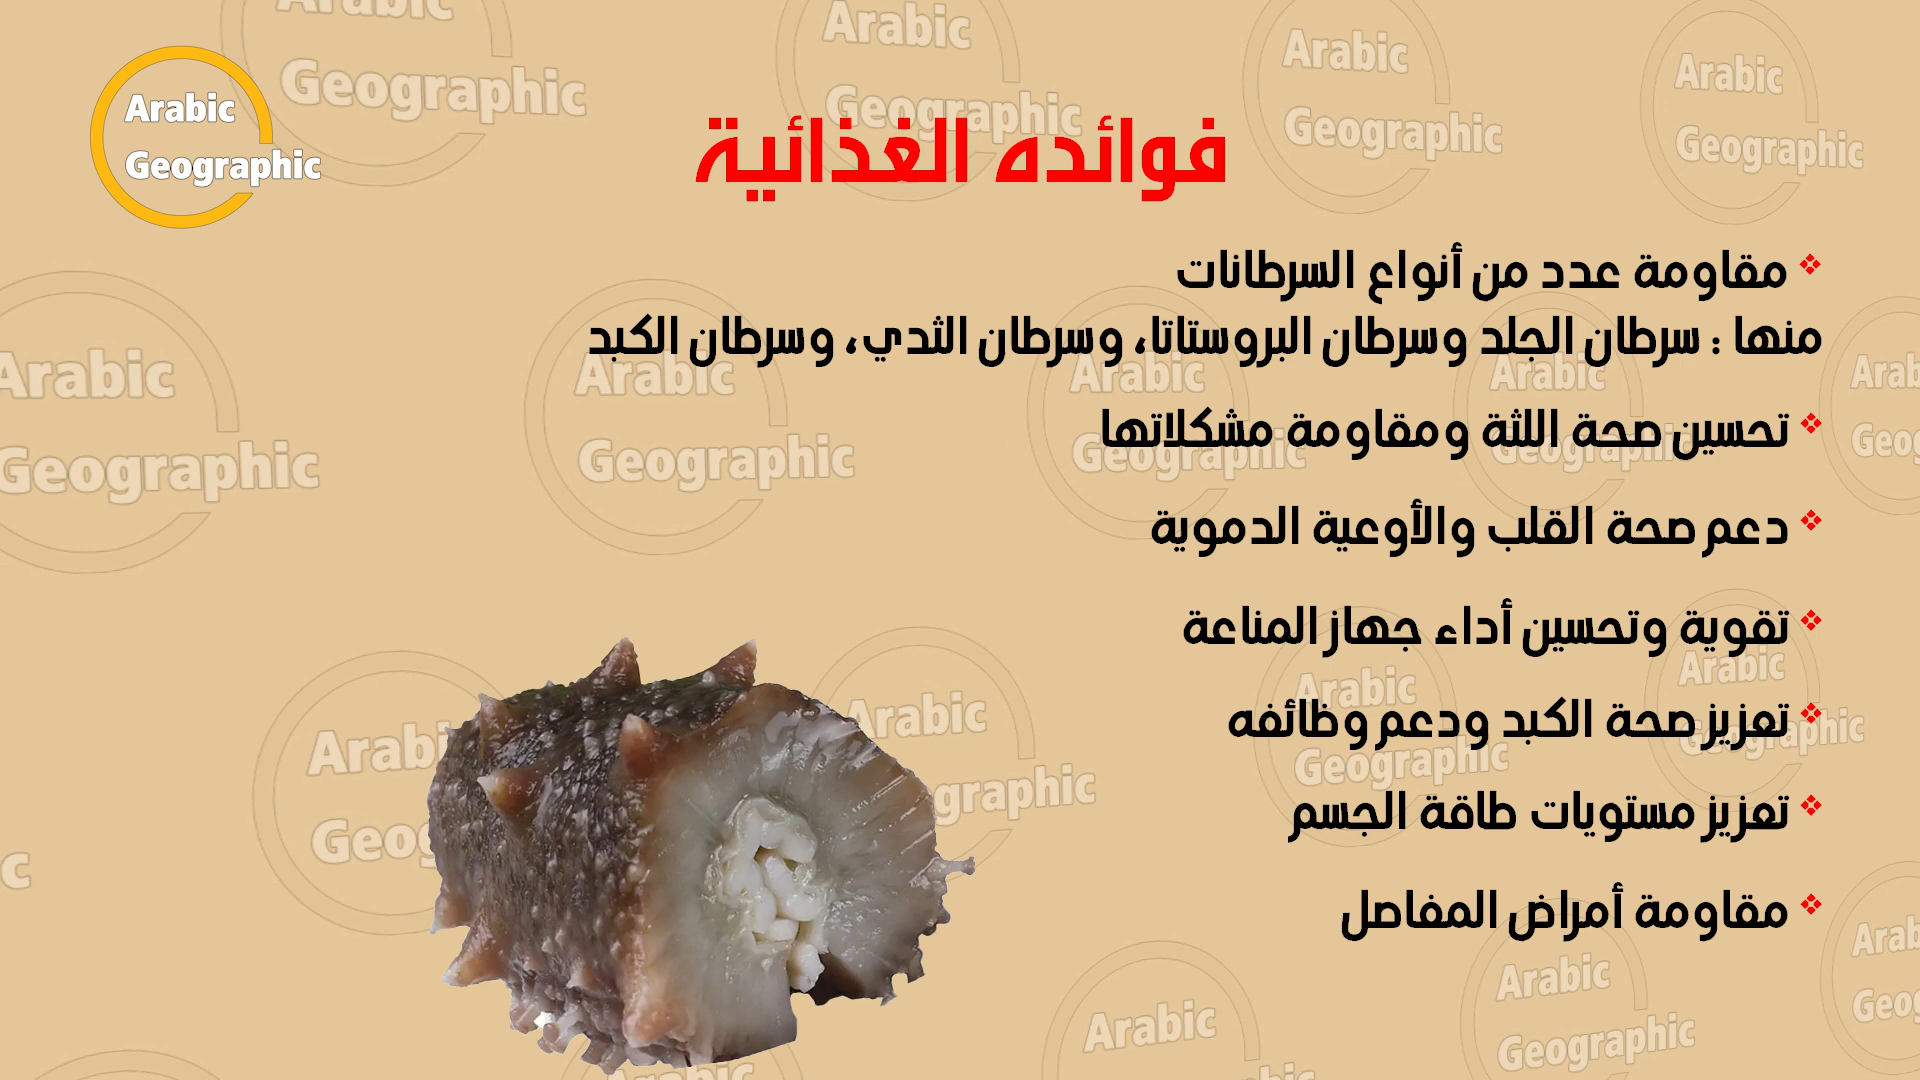 Arabic
Geographic
فوائده الغذائية
❖ مقاومة عدد من أنواع السرطانات
منها : سرطان الجلد وسرطان البروستاتا، وسرطان الثدي، وسرطان الكبد
❖ تحسين صحة اللثة ومقاومة مشكلاتها
❖ دعم صحة القلب والأوعية الدموية
❖ تقوية وتحسين أداء جهاز المناعة
❖ تعزيز صحة الكبد ودعم وظائفه
❖ تعزيز مستويات طاقة الجسم
❖ مقاومة أمراض المفاصل